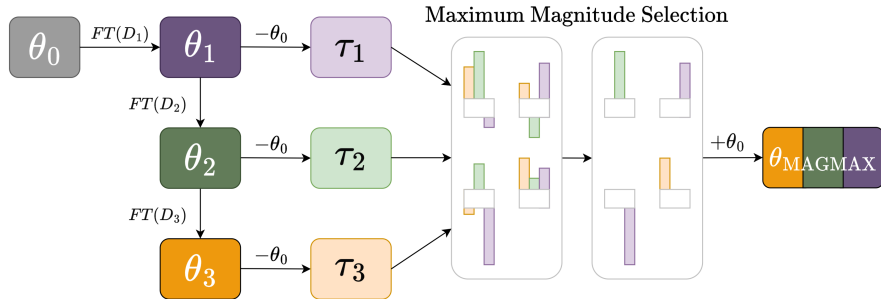 Maximum Magnitude Selection
θ₀
FT(D₁)
θ₁
−θ₀
τ₁
FT(D₂)
θ₂
−θ₀
τ₂
+θ₀
θ_MAGMAX
FT(D₃)
θ₃
−θ₀
τ₃